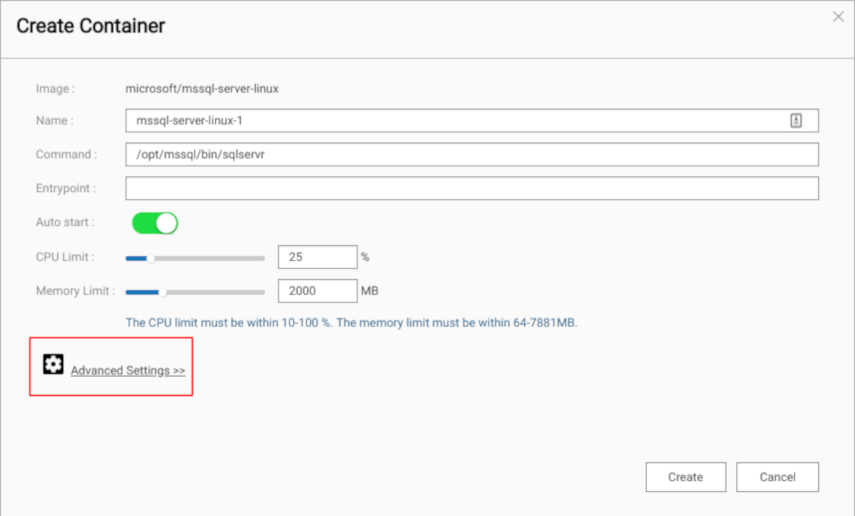 Create Container
Image : microsoft/mssql-server-linux
Name : mssql-server-linux-1
Command : /opt/mssql/bin/sqlservr
Entrypoint :
Auto start :
CPU Limit : 25 %
Memory Limit : 2000 MB
The CPU limit must be within 10-100 %. The memory limit must be within 64-7881MB.
Advanced Settings >>
Create Cancel